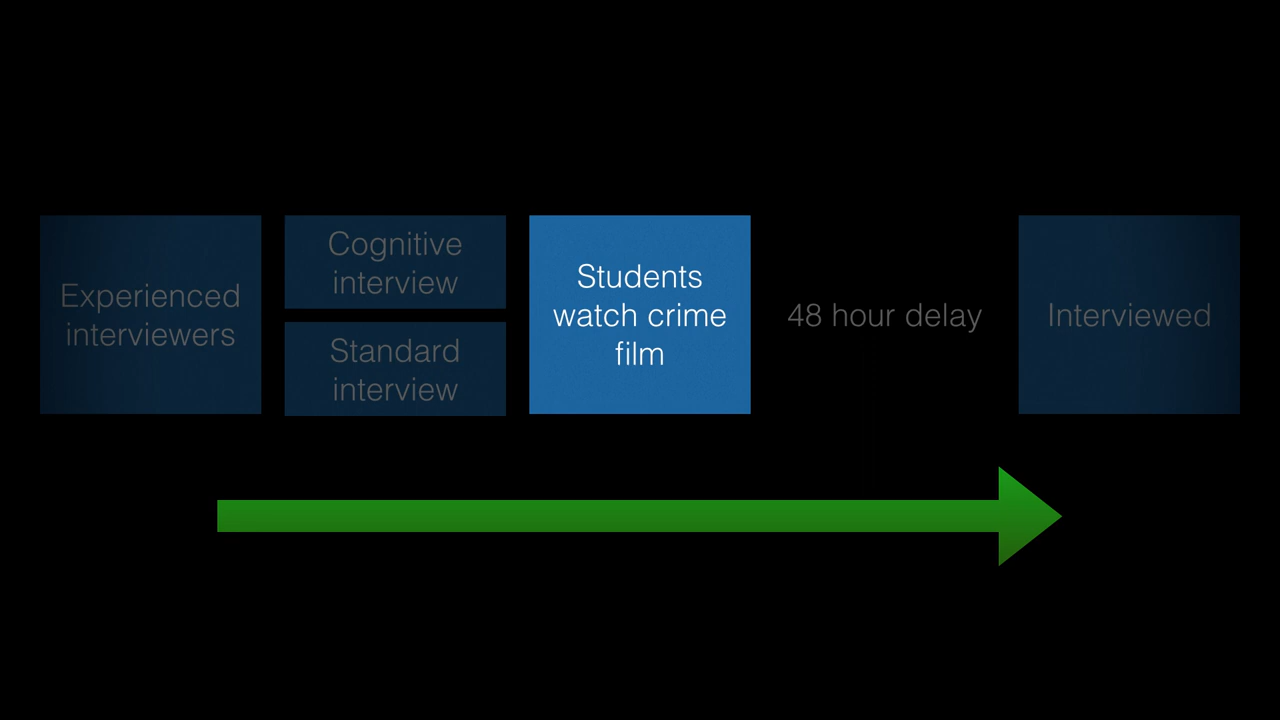 Experienced
interviewers
Cognitive
interview
Standard
interview
Students
watch crime
film
48 hour delay
Interviewed